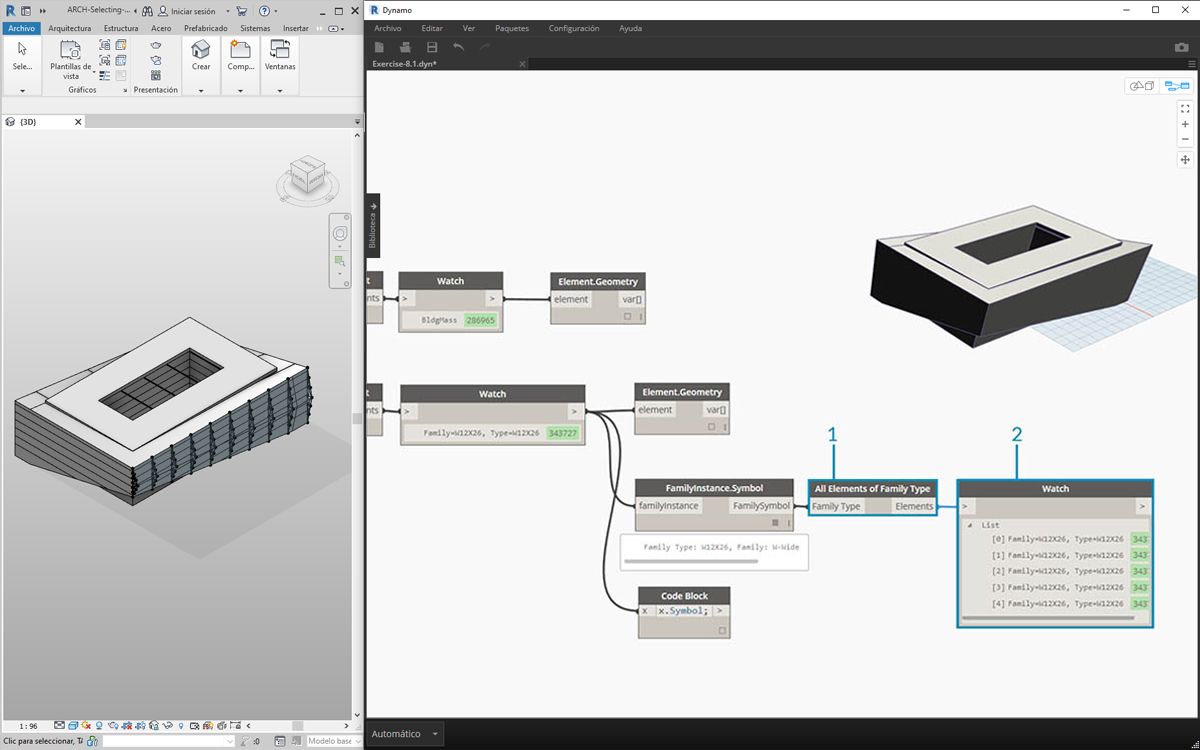 ARCH-Selecting-...
Iniciar sesión
Archivo Arquitectura Estructura Acero Prefabricado Sistemas Insertar
Sele...
Plantillas de
vista
Crear
Comp...
Ventanas
Gráficos
Presentación
{3D}
1 : 96
Clic para seleccionar, TA
:0
Modelo base
Dynamo
Archivo Editar Ver Paquetes Configuración Ayuda
Exercise-8.1.dyn*
Biblioteca
t
nts
Watch
> >
BldgMass 286965
Element.Geometry
element var[]
t
nts
Watch
> >
Family=W12X26, Type=W12X26 343727
Element.Geometry
element var[]
1
2
FamilyInstance.Symbol
familyInstance FamilySymbol
Family Type: W12X26, Family: W-Wide
All Elements of Family Type
Family Type Elements
Watch
> >
List
[0] Family=W12X26, Type=W12X26 343
[1] Family=W12X26, Type=W12X26 343
[2] Family=W12X26, Type=W12X26 343
[3] Family=W12X26, Type=W12X26 343
[4] Family=W12X26, Type=W12X26 343
Code Block
x x.Symbol; >
Automático